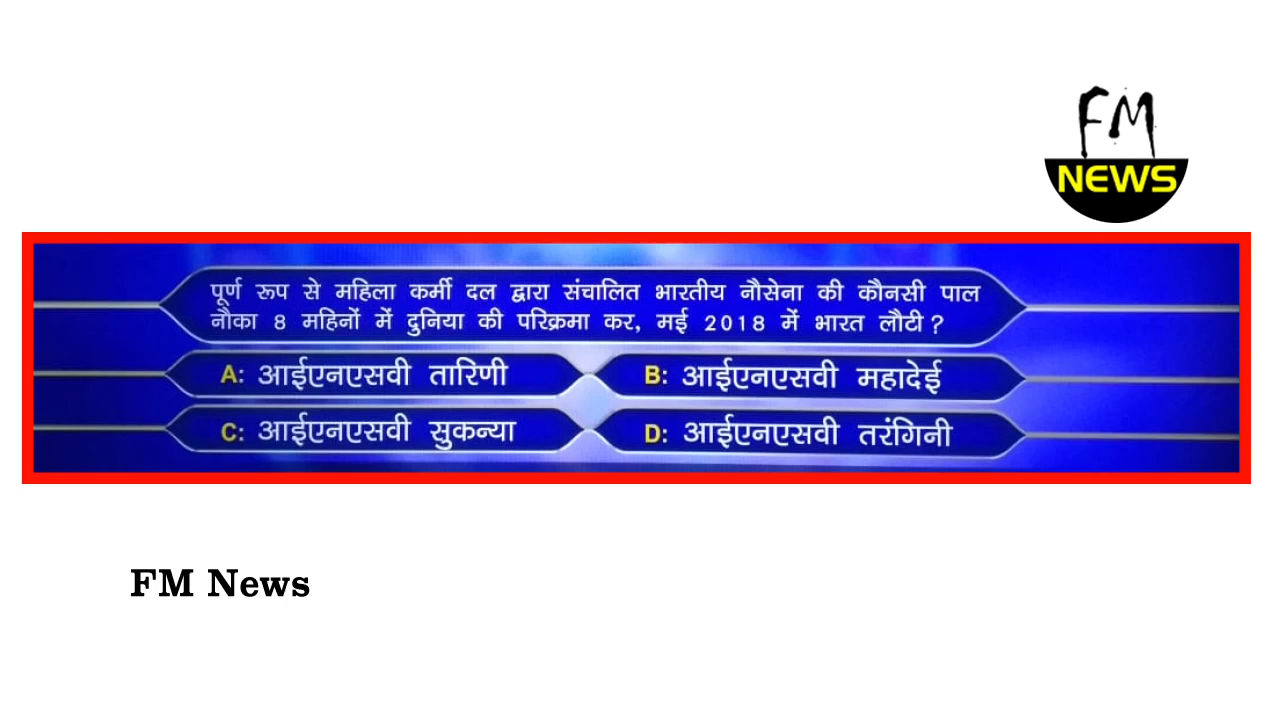 FM
NEWS
पूर्ण रूप से महिला कर्मी दल द्वारा संचालित भारतीय नौसेना की कौनसी पाल
नौका 8 महिनों में दुनिया की परिक्रमा कर, मई 2018 में भारत लौटी?
A: आईएनएसवी तारिणी
B: आईएनएसवी महादेई
C: आईएनएसवी सुकन्या
D: आईएनएसवी तरंगिनी
FM News